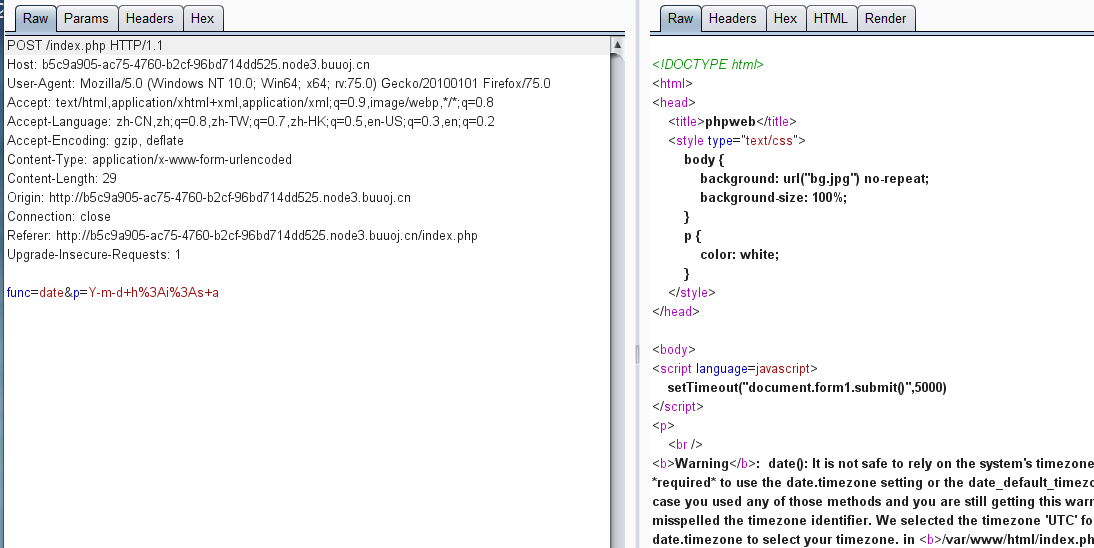 Raw Params Headers Hex
POST /index.php HTTP/1.1
Host: b5c9a905-ac75-4760-b2cf-96bd714dd525.node3.buuoj.cn
User-Agent: Mozilla/5.0 (Windows NT 10.0; Win64; x64; rv:75.0) Gecko/20100101 Firefox/75.0
Accept: text/html,application/xhtml+xml,application/xml;q=0.9,image/webp,*/*;q=0.8
Accept-Language: zh-CN,zh;q=0.8,zh-TW;q=0.7,zh-HK;q=0.5,en-US;q=0.3,en;q=0.2
Accept-Encoding: gzip, deflate
Content-Type: application/x-www-form-urlencoded
Content-Length: 29
Origin: http://b5c9a905-ac75-4760-b2cf-96bd714dd525.node3.buuoj.cn
Connection: close
Referer: http://b5c9a905-ac75-4760-b2cf-96bd714dd525.node3.buuoj.cn/index.php
Upgrade-Insecure-Requests: 1
func=date&p=Y-m-d+h%3Ai%3As+a
Raw Headers Hex HTML Render
<!DOCTYPE html>
<html>
<head>
<title>phpweb</title>
<style type="text/css">
body {
background: url("bg.jpg") no-repeat;
background-size: 100%;
}
p {
color: white;
}
</style>
</head>
<body>
<script language=javascript>
setTimeout("document.form1.submit()",5000)
</script>
<p>
<br />
<b>Warning</b>: date(): It is not safe to rely on the system's timezone
*required* to use the date.timezone setting or the date_default_timezo
case you used any of those methods and you are still getting this warn
misspelled the timezone identifier. We selected the timezone 'UTC' fo
date.timezone to select your timezone. in <b>/var/www/html/index.ph